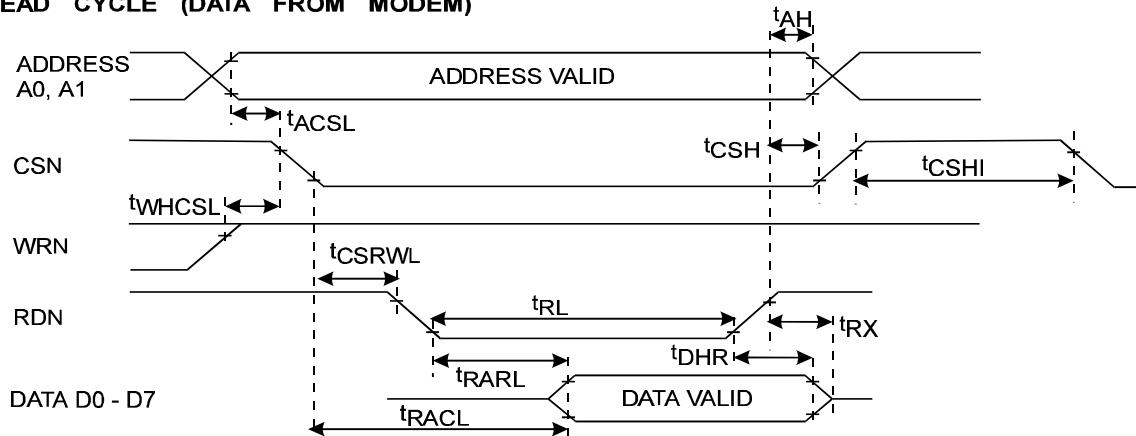 EAD CYCLE (DATA FROM MODEM)
tAH
ADDRESS
A0, A1
ADDRESS VALID
tACSL
CSN
tCSH
tCSHI
tWHCSL
WRN
tCSRWL
RDN
tRL
tRX
tDHR
tRARL
DATA D0 - D7
DATA VALID
tRACL